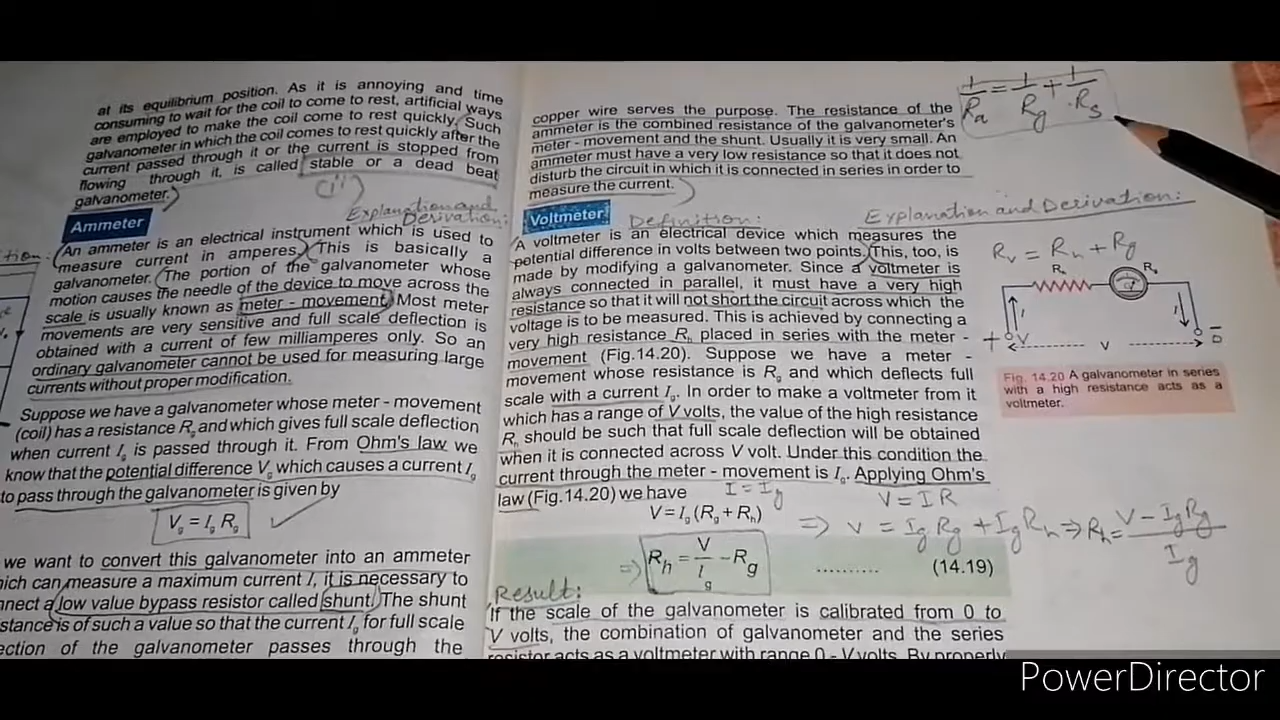 at its equilibrium position. As it is annoying and time
consuming to wait for the coil to come to rest, artificial ways
are employed to make the coil come to rest quickly. Such
galvanometer in which the coil comes to rest quickly after the
current passed through it or the current is stopped from
flowing through it, is called stable or a dead beat
galvanometer.
Explanation and
Derivation:
Ammeter
An ammeter is an electrical instrument which is used to
measure current in amperes. This is basically a
galvanometer. The portion of the galvanometer whose
motion causes the needle of the device to move across the
scale is usually known as meter - movement. Most meter
movements are very sensitive and full scale deflection is
obtained with a current of few milliamperes only. So an
ordinary galvanometer cannot be used for measuring large
currents without proper modification.
Suppose we have a galvanometer whose meter - movement
(coil) has a resistance Rg and which gives full scale deflection
when current Ig is passed through it. From Ohm's law we
know that the potential difference Vg which causes a current Ig
to pass through the galvanometer is given by
Vg = Ig Rg
we want to convert this galvanometer into an ammeter
which can measure a maximum current I, it is necessary to
a low value bypass resistor called shunt. The shunt
is of such a value so that the current Ig for full scale
of the galvanometer passes through the
copper wire serves the purpose. The resistance of the
ammeter is the combined resistance of the galvanometer's
meter - movement and the shunt. Usually it is very small. An
ammeter must have a very low resistance so that it does not
disturb the circuit in which it is connected in series in order to
measure the current.
1/Ra = 1/Rg + 1/Rs
Voltmeter Definition: Explanation and Derivation:
A voltmeter is an electrical device which measures the
potential difference in volts between two points. This, too, is
made by modifying a galvanometer. Since a voltmeter is
always connected in parallel, it must have a very high
resistance so that it will not short the circuit across which the
voltage is to be measured. This is achieved by connecting a
very high resistance Rh placed in series with the meter -
movement (Fig.14.20). Suppose we have a meter -
movement whose resistance is Rg and which deflects full
scale with a current Ig. In order to make a voltmeter from it
which has a range of V volts, the value of the high resistance
Rh should be such that full scale deflection will be obtained
when it is connected across V volt. Under this condition the
current through the meter - movement is Ig. Applying Ohm's
law (Fig.14.20) we have
I = Ig
V = IR
V = Ig (Rg + Rh)
⇒ V = IgRg + IgRh ⇒ Rh = V - IgRg / Ig
⇒ Rh = V/Ig - Rg .......... (14.19)
Result:
If the scale of the galvanometer is calibrated from 0 to
V volts, the combination of galvanometer and the series
resistor acts as a voltmeter with range 0 - V volts. By properly
Rv = Rh + Rg
Rh Rg
G
I I
+ V
V
Fig. 14.20 A galvanometer in series
with a high resistance acts as a
voltmeter.
PowerDirector